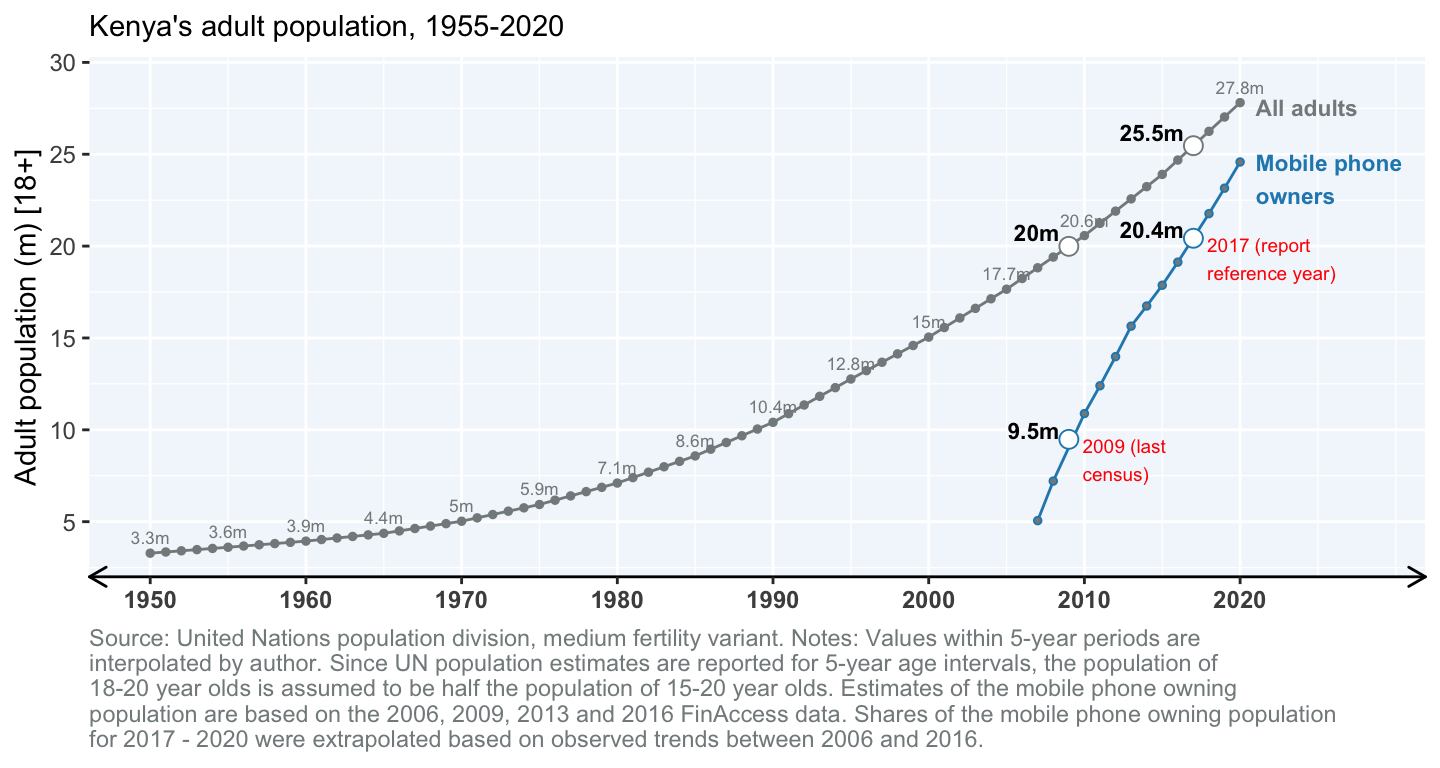 Kenya's adult population, 1955-2020
30
27.8m
All adults
25.5m
25
Mobile phone
owners
20.6m
20m
20.4m
20
2017 (report
reference year)
17.7m
15m
15
12.8m
10.4m
10
9.5m
2009 (last
census)
8.6m
7.1m
5.9m
5m
4.4m
3.9m
3.6m
3.3m
5
Adult population (m) [18+]
1950 1960 1970 1980 1990 2000 2010 2020
Source: United Nations population division, medium fertility variant. Notes: Values within 5-year periods are
interpolated by author. Since UN population estimates are reported for 5-year age intervals, the population of
18-20 year olds is assumed to be half the population of 15-20 year olds. Estimates of the mobile phone owning
population are based on the 2006, 2009, 2013 and 2016 FinAccess data. Shares of the mobile phone owning population
for 2017 - 2020 were extrapolated based on observed trends between 2006 and 2016.